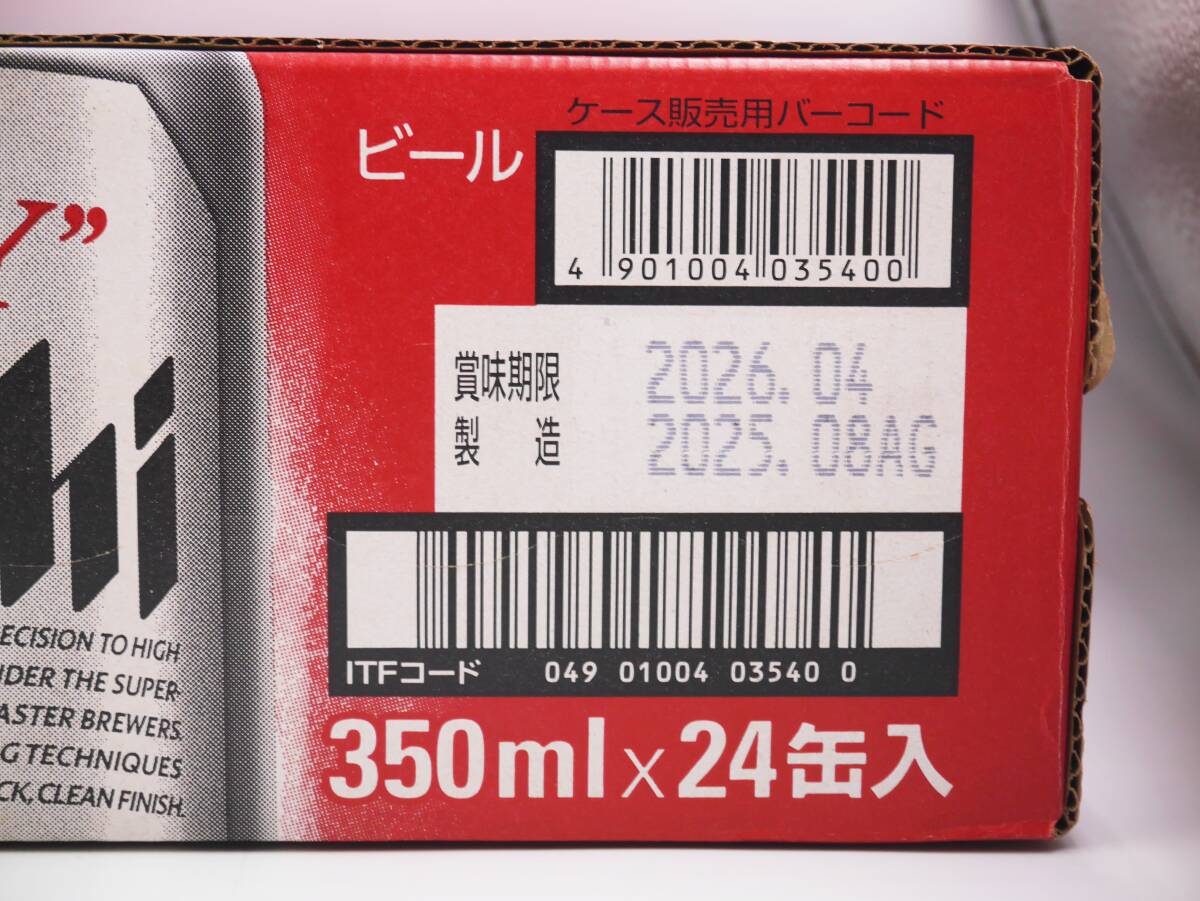 Y”
hi
ECISION TO HIGH
DER THE SUPER-
ASTER BREWERS.
G TECHNIQUES
CK, CLEAN FINISH.
ビール
ケース販売用バーコード
4 901004 035400
賞味期限 2026.04
製造 2025.08AG
ITFコード 049 01004 03540 0
350ml×24缶入